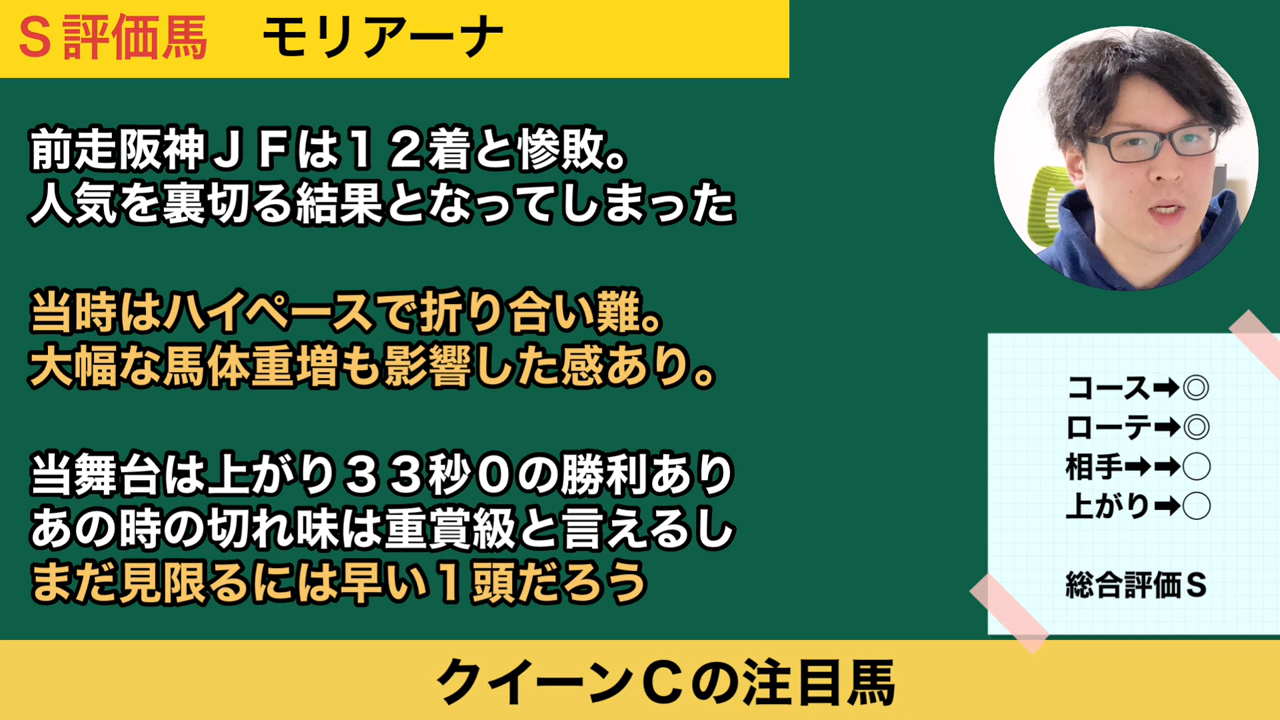 Ｓ評価馬　モリアーナ
前走阪神ＪＦは１２着と惨敗。
人気を裏切る結果となってしまった
当時はハイペースで折り合い難。
大幅な馬体重増も影響した感あり。
当舞台は上がり３３秒０の勝利あり
あの時の切れ味は重賞級と言えるし
まだ見限るには早い１頭だろう
コース➡◎
ローテ➡◎
相手➡➡◯
上がり➡◯
総合評価Ｓ
クイーンＣの注目馬